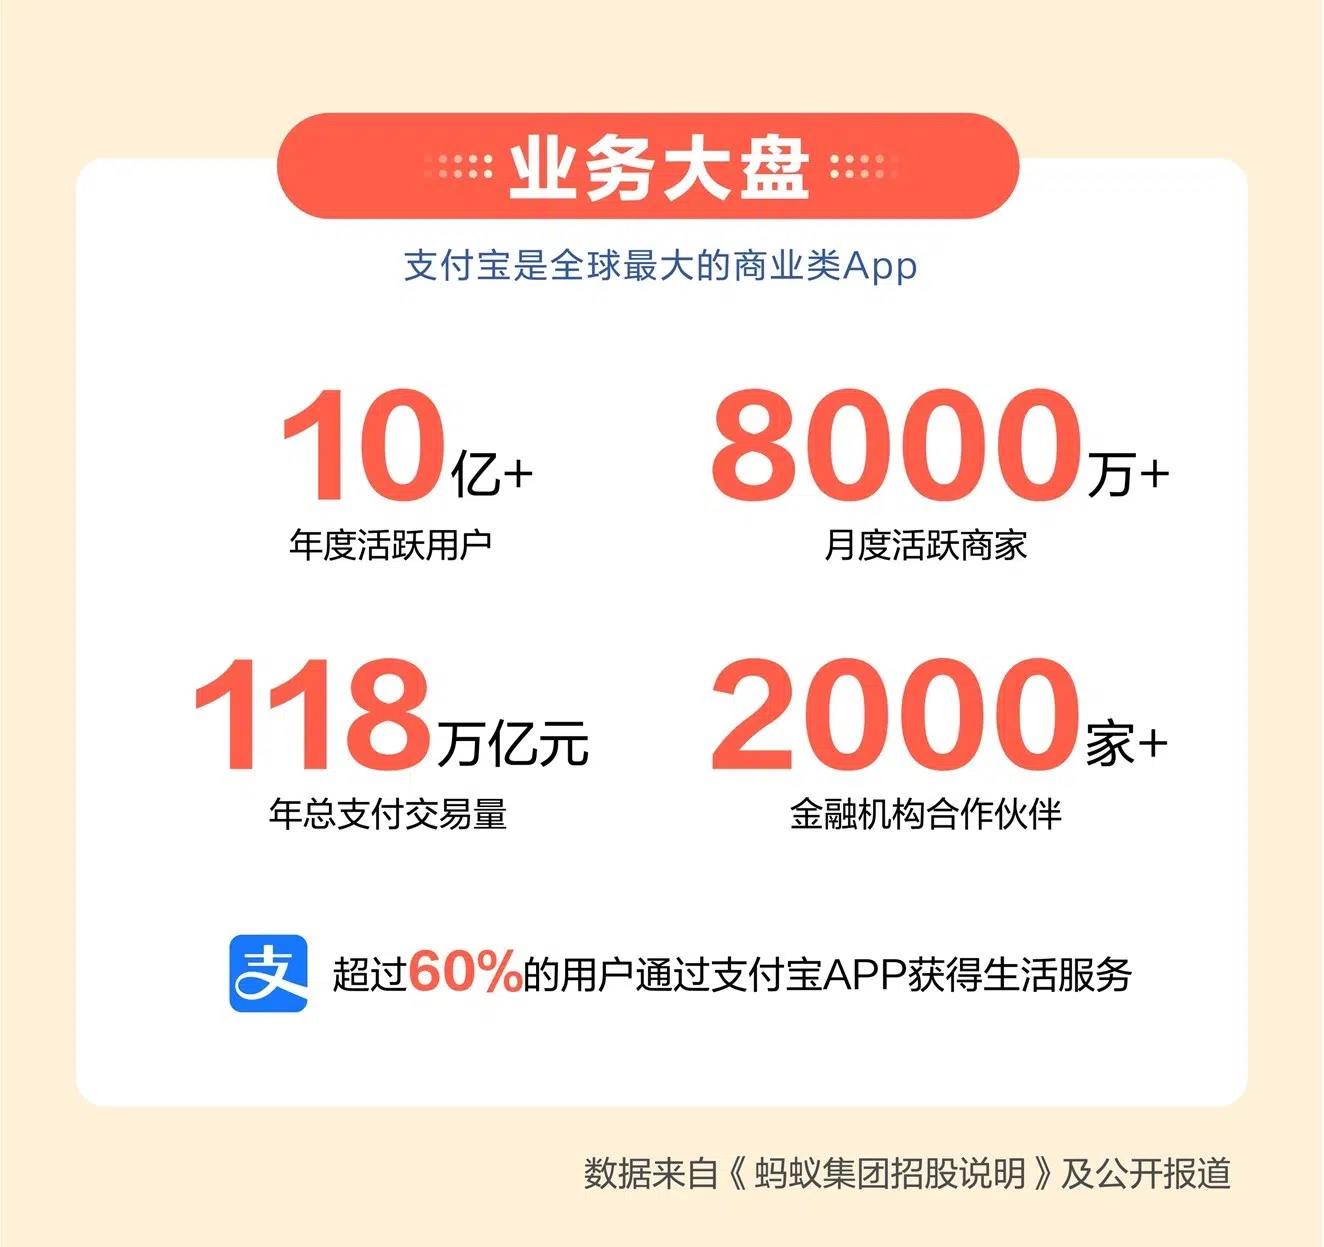 业务大盘
支付宝是全球最大的商业类App
10亿+
年度活跃用户
8000万+
月度活跃商家
118万亿元
年总支付交易量
2000家+
金融机构合作伙伴
支 超过60%的用户通过支付宝APP获得生活服务
数据来自《蚂蚁集团招股说明》及公开报道